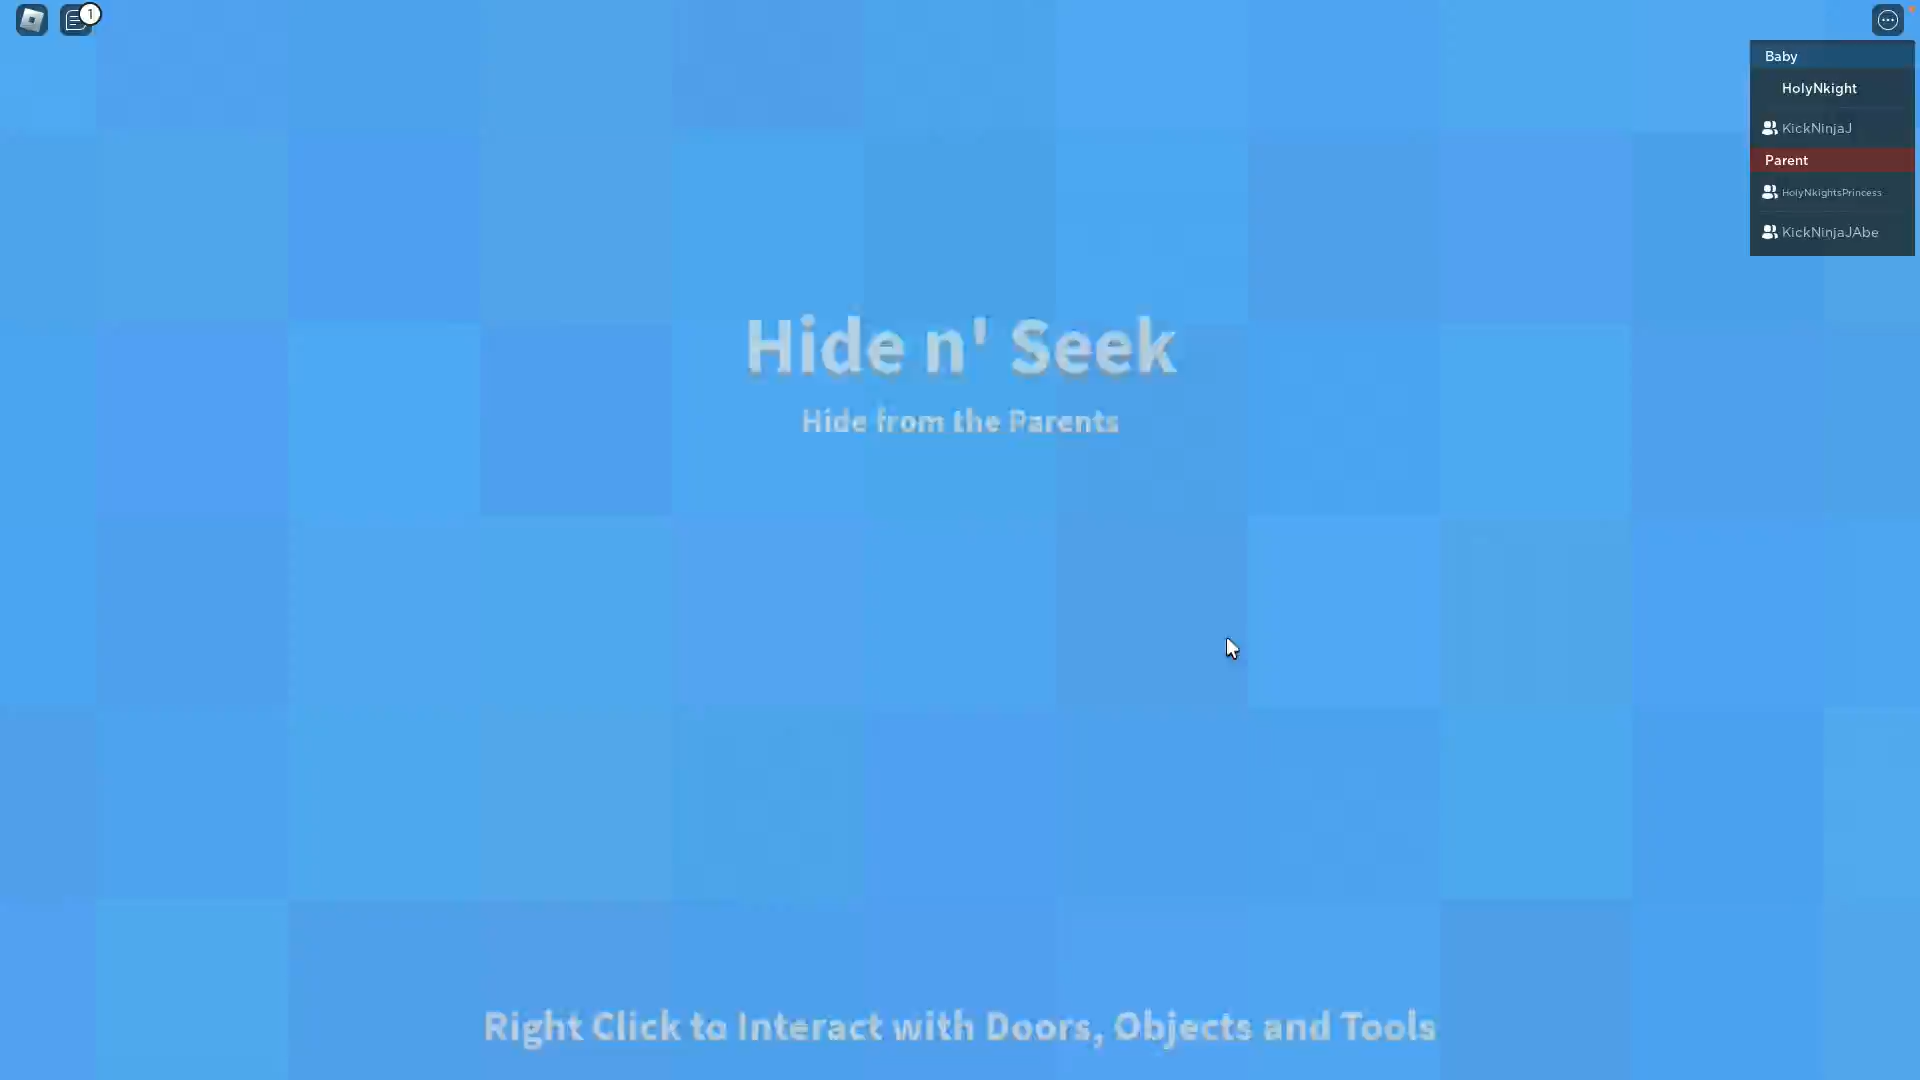 1
Baby
HolyNkight
KickNinjaJ
Parent
HolyNkightsPrincess
KickNinjaJAbe
Hide n' Seek
Hide from the Parents
Right Click to Interact with Doors, Objects and Tools